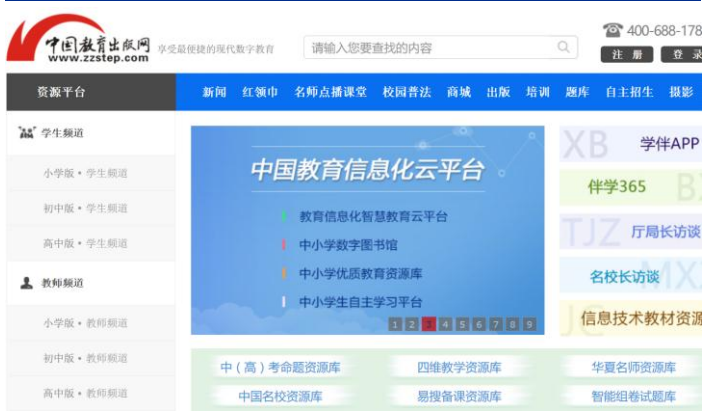 中国教育出版网
www.zzstep.com
享受最便捷的现代数字教育
请输入您要查找的内容
400-688-178
注 册
登 录
资源平台
新闻 红领巾 名师点播课堂 校园普法 商城 出版 培训 题库 自主招生 摄影
学生频道
小学版•学生频道
初中版•学生频道
高中版•学生频道
教师频道
小学版•教师频道
初中版•教师频道
高中版•教师频道
中国教育信息化云平台
教育信息化智慧教育云平台
中小学数字图书馆
中小学优质教育资源库
中小学生自主学习平台
1 2 3 4 5 6 7 8 9
XB 学伴APP
伴学365 B
TJZ 厅局长访谈
名校长访谈 MX
JC 信息技术教材资源
中（高）考命题资源库 四维教学资源库 华夏名师资源库
中国名校资源库 易搜备课资源库 智能组卷试题库